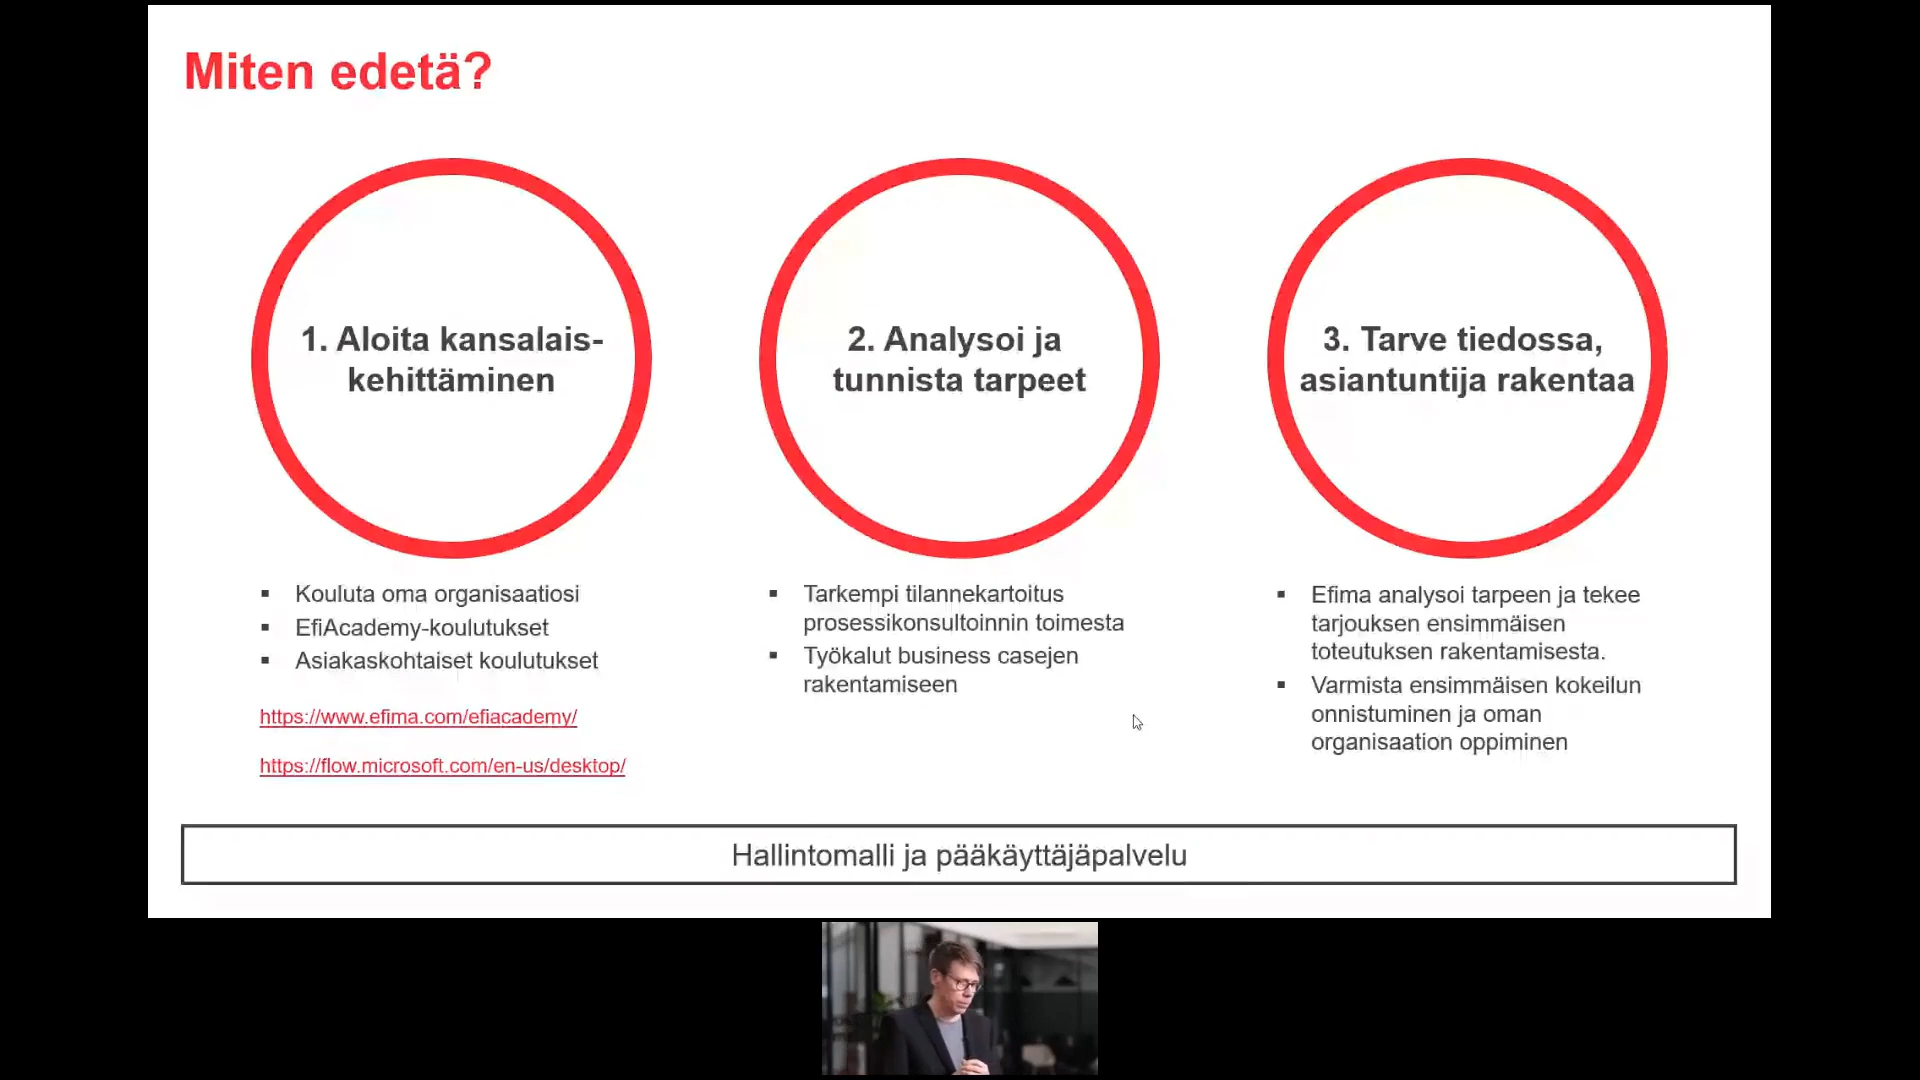 Miten edetä?
1. Aloita kansalais-
kehittäminen
2. Analysoi ja
tunnista tarpeet
3. Tarve tiedossa,
asiantuntija rakentaa
▪ Kouluta oma organisaatiosi
▪ EfiAcademy-koulutukset
▪ Asiakaskohtaiset koulutukset
https://www.efima.com/efiacademy/
https://flow.microsoft.com/en-us/desktop/
▪ Tarkempi tilannekartoitus
prosessikonsultoinnin toimesta
▪ Työkalut business casejen
rakentamiseen
▪ Efima analysoi tarpeen ja tekee
tarjouksen ensimmäisen
toteutuksen rakentamisesta.
▪ Varmista ensimmäisen kokeilun
onnistuminen ja oman
organisaation oppiminen
Hallintomalli ja pääkäyttäjäpalvelu